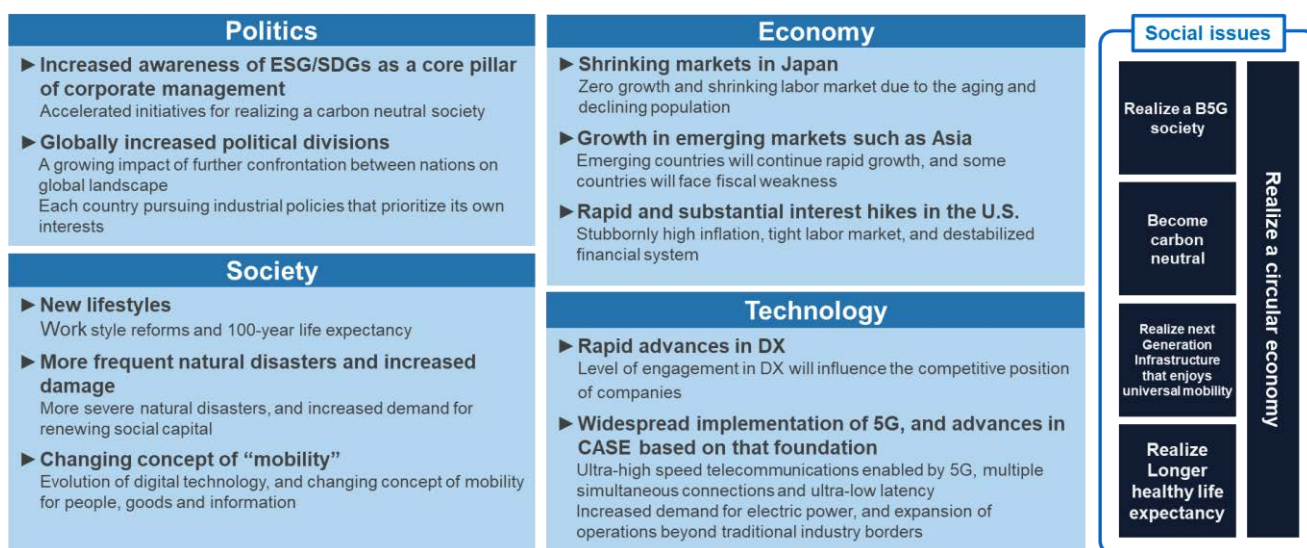 Politics
► Increased awareness of ESG/SDGs as a core pillar
of corporate management
Accelerated initiatives for realizing a carbon neutral society
► Globally increased political divisions
A growing impact of further confrontation between nations on
global landscape
Each country pursuing industrial policies that prioritize its own
interests
Society
► New lifestyles
Work style reforms and 100-year life expectancy
► More frequent natural disasters and increased
damage
More severe natural disasters, and increased demand for
renewing social capital
► Changing concept of “mobility”
Evolution of digital technology, and changing concept of mobility
for people, goods and information
Economy
► Shrinking markets in Japan
Zero growth and shrinking labor market due to the aging and
declining population
► Growth in emerging markets such as Asia
Emerging countries will continue rapid growth, and some
countries will face fiscal weakness
► Rapid and substantial interest hikes in the U.S.
Stubbornly high inflation, tight labor market, and destabilized
financial system
Technology
► Rapid advances in DX
Level of engagement in DX will influence the competitive position
of companies
► Widespread implementation of 5G, and advances in
CASE based on that foundation
Ultra-high speed telecommunications enabled by 5G, multiple
simultaneous connections and ultra-low latency
Increased demand for electric power, and expansion of
operations beyond traditional industry borders
Social issues
Realize a B5G
society
Become
carbon
neutral
Realize next
Generation
Infrastructure
that enjoys
universal mobility
Realize
Longer
healthy life
expectancy
Realize a circular economy